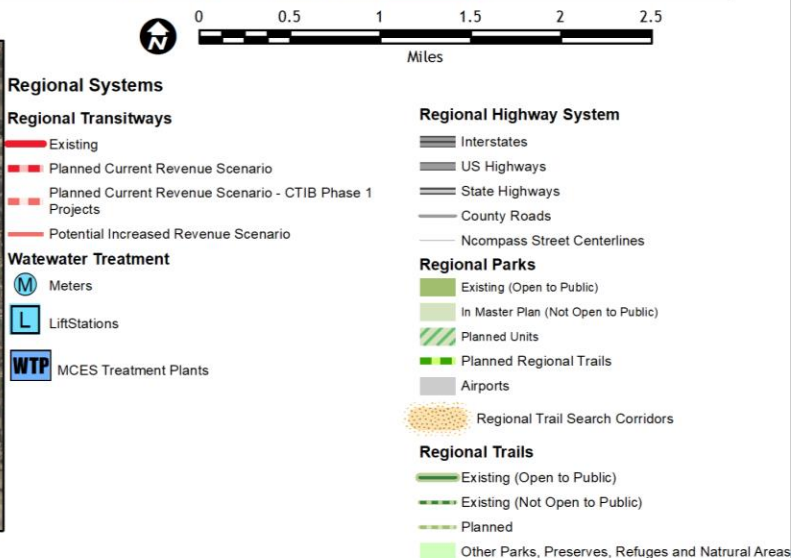 N
0 0.5 1 1.5 2 2.5
Miles
Regional Systems
Regional Transitways
Existing
Planned Current Revenue Scenario
Planned Current Revenue Scenario - CTIB Phase 1
Projects
Potential Increased Revenue Scenario
Watewater Treatment
M Meters
L LiftStations
WTP MCES Treatment Plants
Regional Highway System
Interstates
US Highways
State Highways
County Roads
Ncompass Street Centerlines
Regional Parks
Existing (Open to Public)
In Master Plan (Not Open to Public)
Planned Units
Planned Regional Trails
Airports
Regional Trail Search Corridors
Regional Trails
Existing (Open to Public)
Existing (Not Open to Public)
Planned
Other Parks, Preserves, Refuges and Natrural Areas